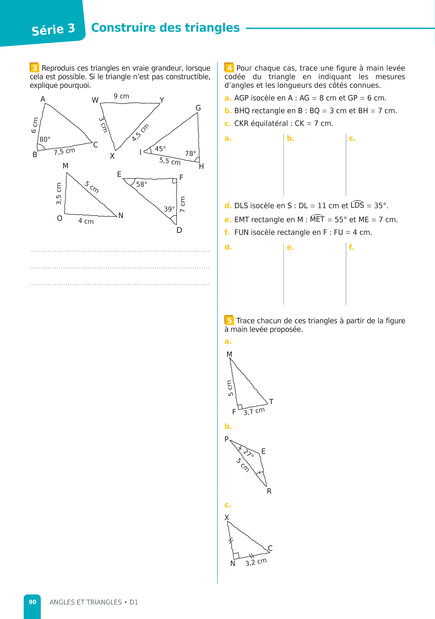 Série 3
Construire des triangles
3 Reproduis ces triangles en vraie grandeur, lorsque
cela est possible. Si le triangle n'est pas constructible,
explique pourquoi.
A
6 cm
80°
B
7,5 cm
C
W
9 cm
Y
3 cm
4,5 cm
X
G
I
45°
78°
5,5 cm
H
M
3,5 cm
5 cm
O
4 cm
N
E
58°
F
39°
7 cm
D
4 Pour chaque cas, trace une figure à main levée
codée du triangle en indiquant les mesures
d'angles et les longueurs des côtés connues.
a. AGP isocèle en A : AG = 8 cm et GP = 6 cm.
b. BHQ rectangle en B : BQ = 3 cm et BH = 7 cm.
c. CKR équilatéral : CK = 7 cm.
a. b. c.
d. DLS isocèle en S : DL = 11 cm et LDS = 35°.
e. EMT rectangle en M : MET = 55° et ME = 7 cm.
f. FUN isocèle rectangle en F : FU = 4 cm.
d. e. f.
5 Trace chacun de ces triangles à partir de la figure
à main levée proposée.
a.
M
5 cm
F
3,7 cm
T
b.
P
27°
E
5 cm
R
c.
X
C
N
3,2 cm
90 ANGLES ET TRIANGLES • D1